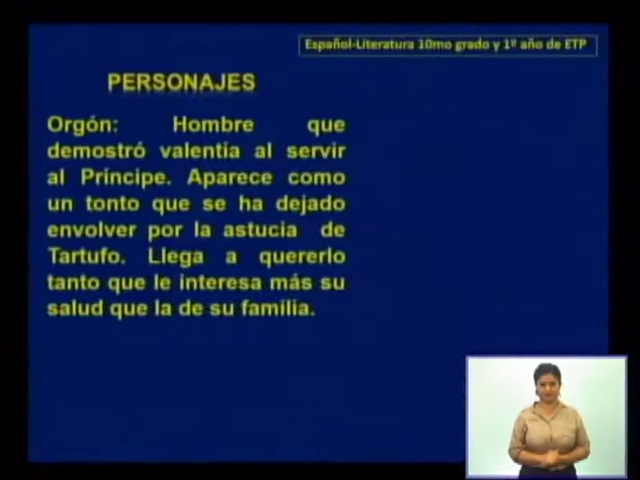 Español-Literatura 10mo grado y 1º año de ETP
PERSONAJES
Orgón: Hombre que
demostró valentía al servir
al Príncipe. Aparece como
un tonto que se ha dejado
envolver por la astucia de
Tartufo. Llega a quererlo
tanto que le interesa más su
salud que la de su familia.